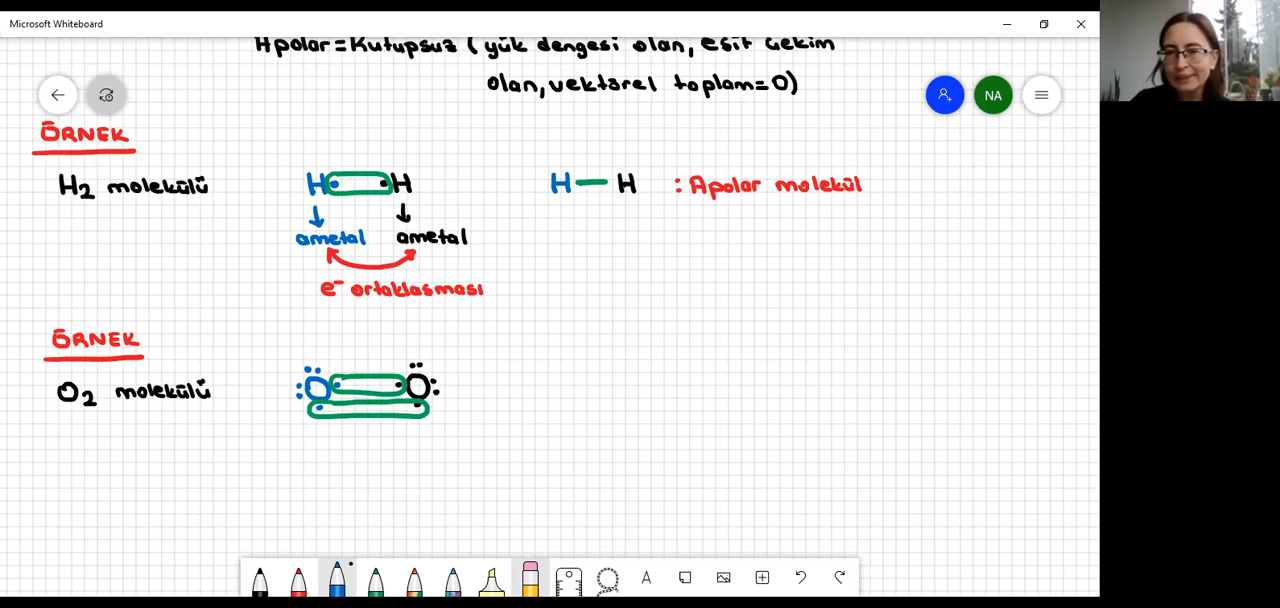 Microsoft Whiteboard
Apolar=Kutupsuz (yük dengesi olan, eşit çekim
olan, vektörel toplam=0)
NA
ÖRNEK
H2 molekülü H H H — H : Apolar molekül
ametal ametal
e- ortaklaşması
ÖRNEK
O2 molekülü O O
A